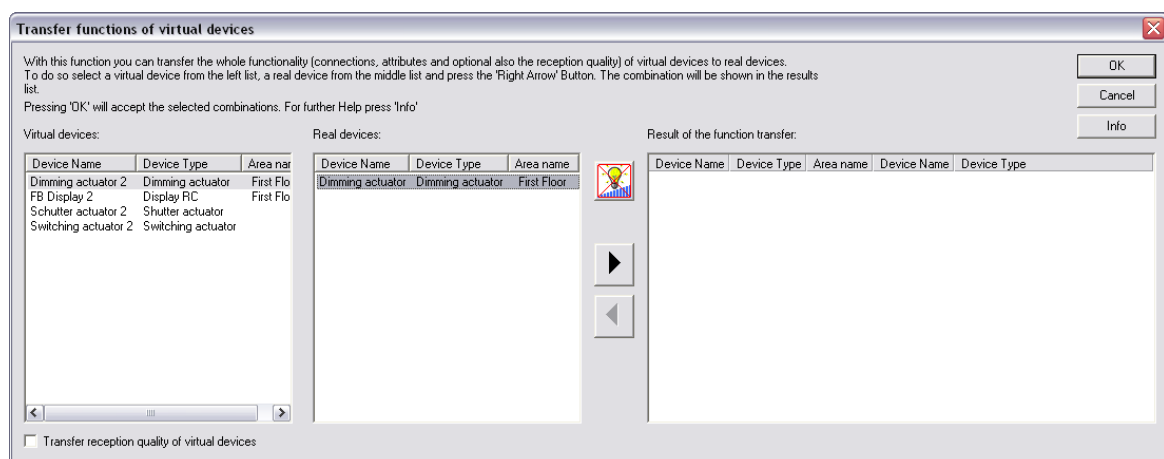 Transfer functions of virtual devices
With this function you can transfer the whole functionality (connections, attributes and optional also the reception quality) of virtual devices to real devices.
To do so select a virtual device from the left list, a real device from the middle list and press the 'Right Arrow' Button. The combination will be shown in the results
list.
Pressing 'OK' will accept the selected combinations. For further Help press 'Info'
OK
Cancel
Info
Virtual devices:
Real devices:
Result of the function transfer:
Device Name Device Type Area nar
Dimming actuator 2 Dimming actuator First Flo
FB Display 2 Display RC First Flo
Schutter actuator 2 Shutter actuator
Switching actuator 2 Switching actuator
Device Name Device Type Area name
Dimming actuator Dimming actuator First Floor
Device Name Device Type Area name Device Name Device Type
Transfer reception quality of virtual devices